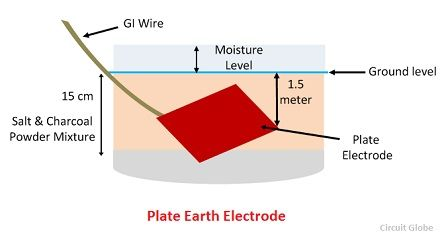 GI Wire
Moisture
Level
Ground level
15 cm
1.5
meter
Salt & Charcoal
Powder Mixture
Plate
Electrode
Plate Earth Electrode
Circuit Globe